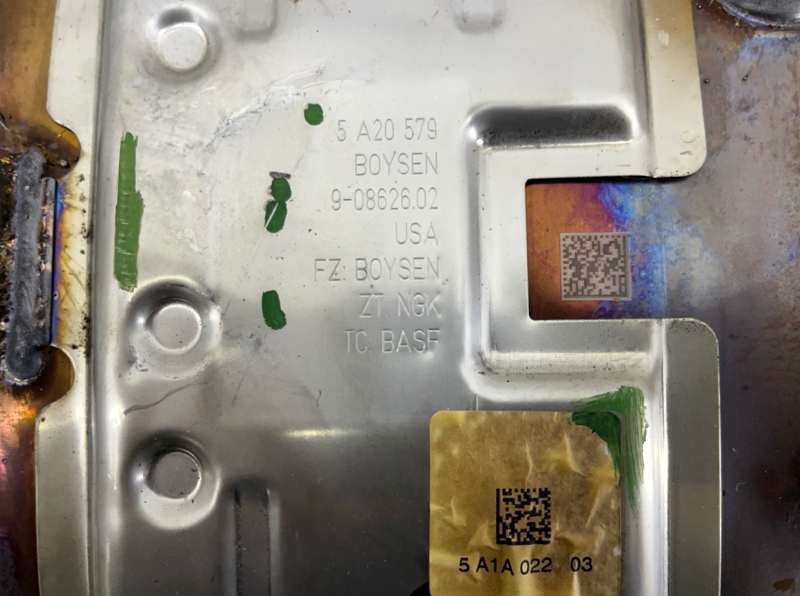 5 A20 579
BOYSEN
9-08626.02
USA
FZ: BOYSEN
ZT: NGK
TC: BASF
5 A1A 022 03